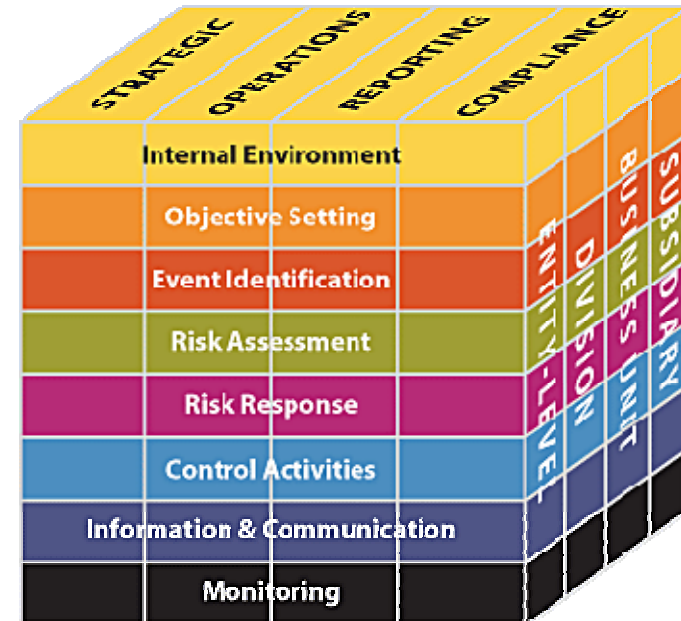 STRATEGIC
OPERATIONS
REPORTING
COMPLIANCE
Internal Environment
Objective Setting
Event Identification
Risk Assessment
Risk Response
Control Activities
Information & Communication
Monitoring
ENTITY-LEVEL
DIVISION
BUSINESS UNIT
SUBSIDIARY